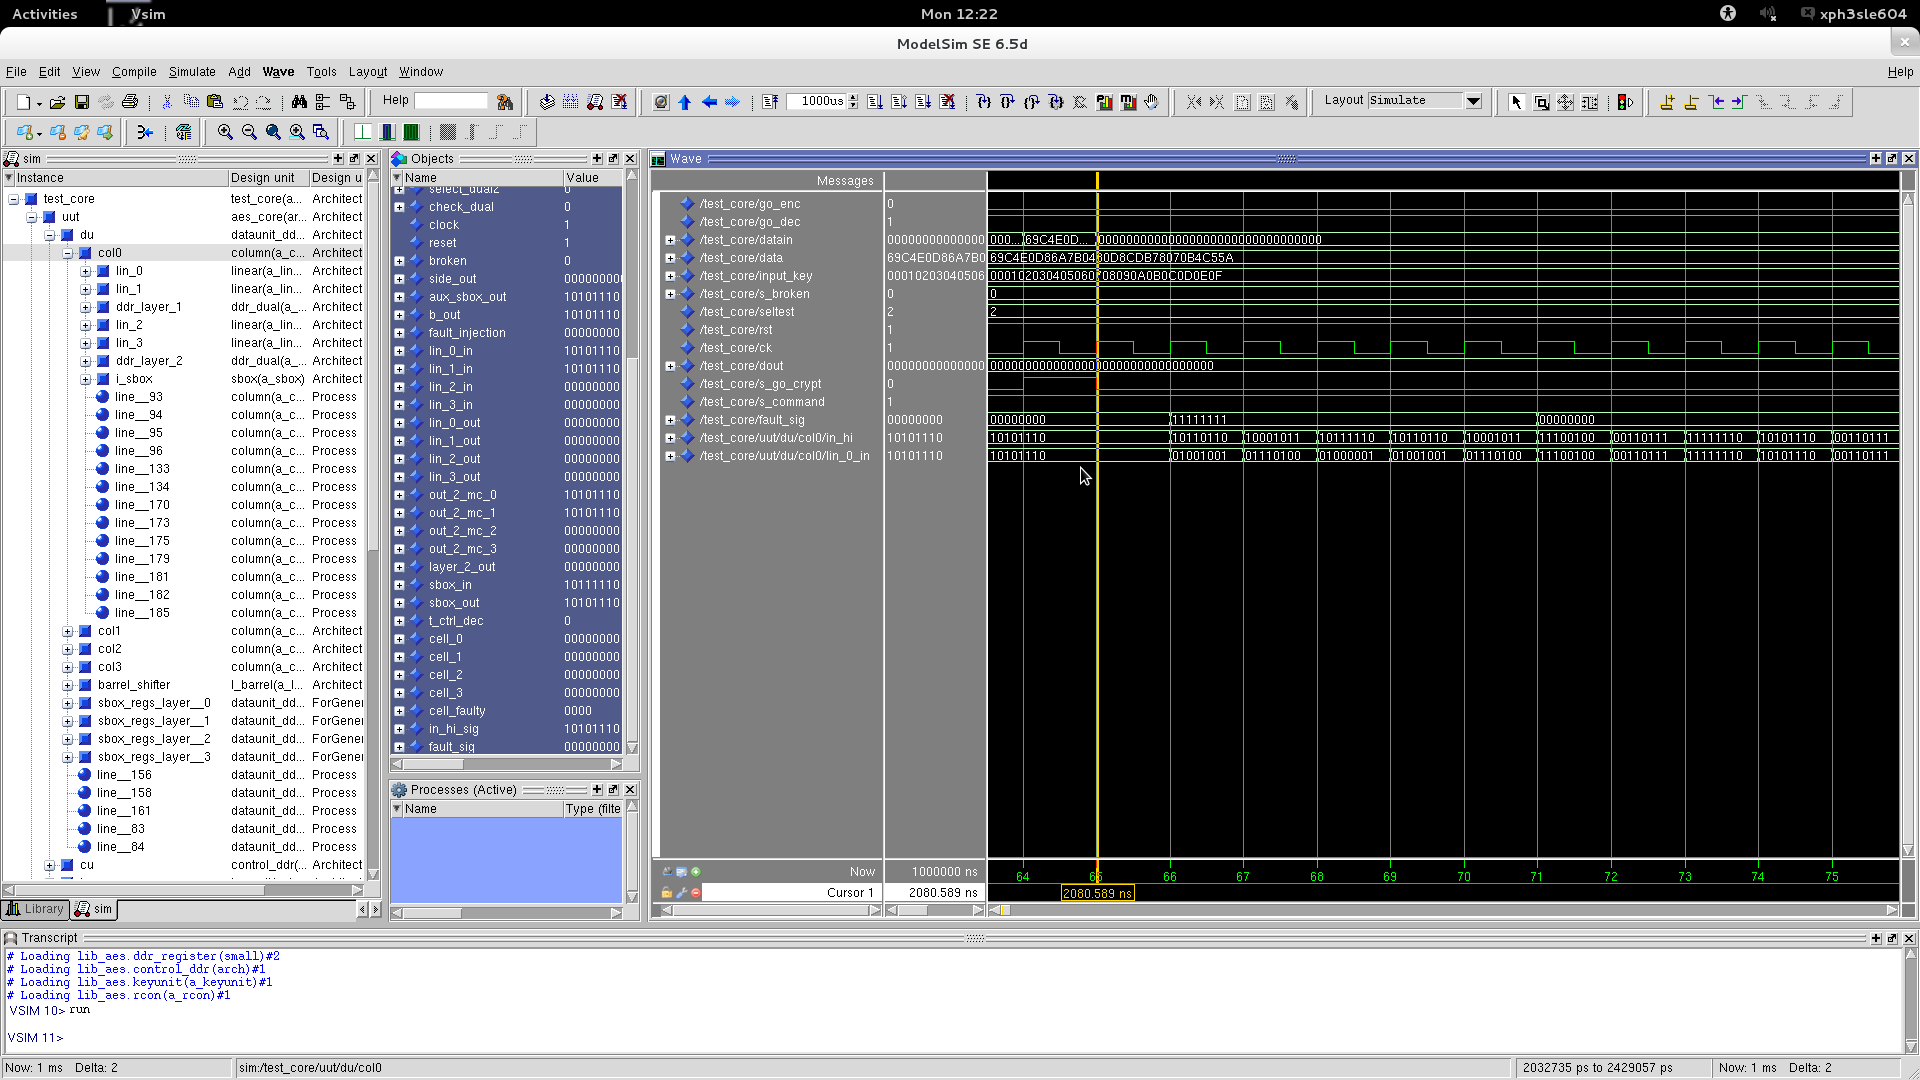 Activities
Vsim
Mon 12:22
xph3sle604
ModelSim SE 6.5d
File Edit View Compile Simulate Add Wave Tools Layout Window Help
Help
1000us
Layout Simulate
sim
Instance Design unit Design u
test_core test_core(a... Architect
uut aes_core(ar... Architect
du dataunit_dd... Architect
col0 column(a_c... Architect
lin_0 linear(a_lin... Architect
lin_1 linear(a_lin... Architect
ddr_layer_1 ddr_dual(a_... Architect
lin_2 linear(a_lin... Architect
lin_3 linear(a_lin... Architect
ddr_layer_2 ddr_dual(a_... Architect
i_sbox sbox(a_sbox) Architect
line__93 column(a_c... Process
line__94 column(a_c... Process
line__95 column(a_c... Process
line__96 column(a_c... Process
line__133 column(a_c... Process
line__134 column(a_c... Process
line__170 column(a_c... Process
line__173 column(a_c... Process
line__175 column(a_c... Process
line__179 column(a_c... Process
line__181 column(a_c... Process
line__182 column(a_c... Process
line__185 column(a_c... Process
col1 column(a_c... Architect
col2 column(a_c... Architect
col3 column(a_c... Architect
barrel_shifter l_barrel(a_l... Architect
sbox_regs_layer__0 dataunit_dd... ForGener
sbox_regs_layer__1 dataunit_dd... ForGener
sbox_regs_layer__2 dataunit_dd... ForGener
sbox_regs_layer__3 dataunit_dd... ForGener
line__156 dataunit_dd... Process
line__158 dataunit_dd... Process
line__161 dataunit_dd... Process
line__83 dataunit_dd... Process
line__84 dataunit_dd... Process
cu control_ddr(... Architect
Library sim
Objects
Name Value
select_dual2 0
check_dual 0
clock 1
reset 1
broken 0
side_out 00000000
aux_sbox_out 10101110
b_out 10101110
fault_injection 00000000
lin_0_in 10101110
lin_1_in 10101110
lin_2_in 00000000
lin_3_in 00000000
lin_0_out 00000000
lin_1_out 00000000
lin_2_out 00000000
lin_3_out 00000000
out_2_mc_0 10101110
out_2_mc_1 10101110
out_2_mc_2 00000000
out_2_mc_3 00000000
layer_2_out 00000000
sbox_in 10111110
sbox_out 10101110
t_ctrl_dec 0
cell_0 00000000
cell_1 00000000
cell_2 00000000
cell_3 00000000
cell_faulty 0000
in_hi_sig 10101110
fault_sig 00000000
Processes (Active)
Name Type (filte
Wave
Messages
/test_core/go_enc 0
/test_core/go_dec 1
/test_core/datain 00000000000000 000... 69C4E0D... 00000000000000000000000000000000
/test_core/data 69C4E0D86A7B0 69C4E0D86A7B0430D8CDB78070B4C55A
/test_core/input_key 0001020304050 6 000102030405060708090A0B0C0D0E0F
/test_core/s_broken 0 0
/test_core/seltest 2 2
/test_core/rst 1
/test_core/ck 1
/test_core/dout 00000000000000 00000000000000000000000000000000
/test_core/s_go_crypt 0
/test_core/s_command 1
/test_core/fault_sig 00000000 00000000 11111111 00000000
/test_core/uut/du/col0/in_hi 10101110 10101110 10110110 10001011 10111110 10110110 10001011 11100100 00110111 11111110 10101110 00110111
/test_core/uut/du/col0/lin_0_in 10101110 10101110 01001001 01110100 01000001 01001001 01110100 11100100 00110111 11111110 10101110 00110111
Now 1000000 ns 64 65 66 67 68 69 70 71 72 73 74 75
Cursor 1 2080.589 ns 2080.589 ns
Transcript
# Loading lib_aes.ddr_register(small)#2
# Loading lib_aes.control_ddr(arch)#1
# Loading lib_aes.keyunit(a_keyunit)#1
# Loading lib_aes.rcon(a_rcon)#1
VSIM 10> run
VSIM 11>
Now: 1 ms Delta: 2 sim:/test_core/uut/du/col0 2032735 ps to 2429057 ps Now: 1 ms Delta: 2